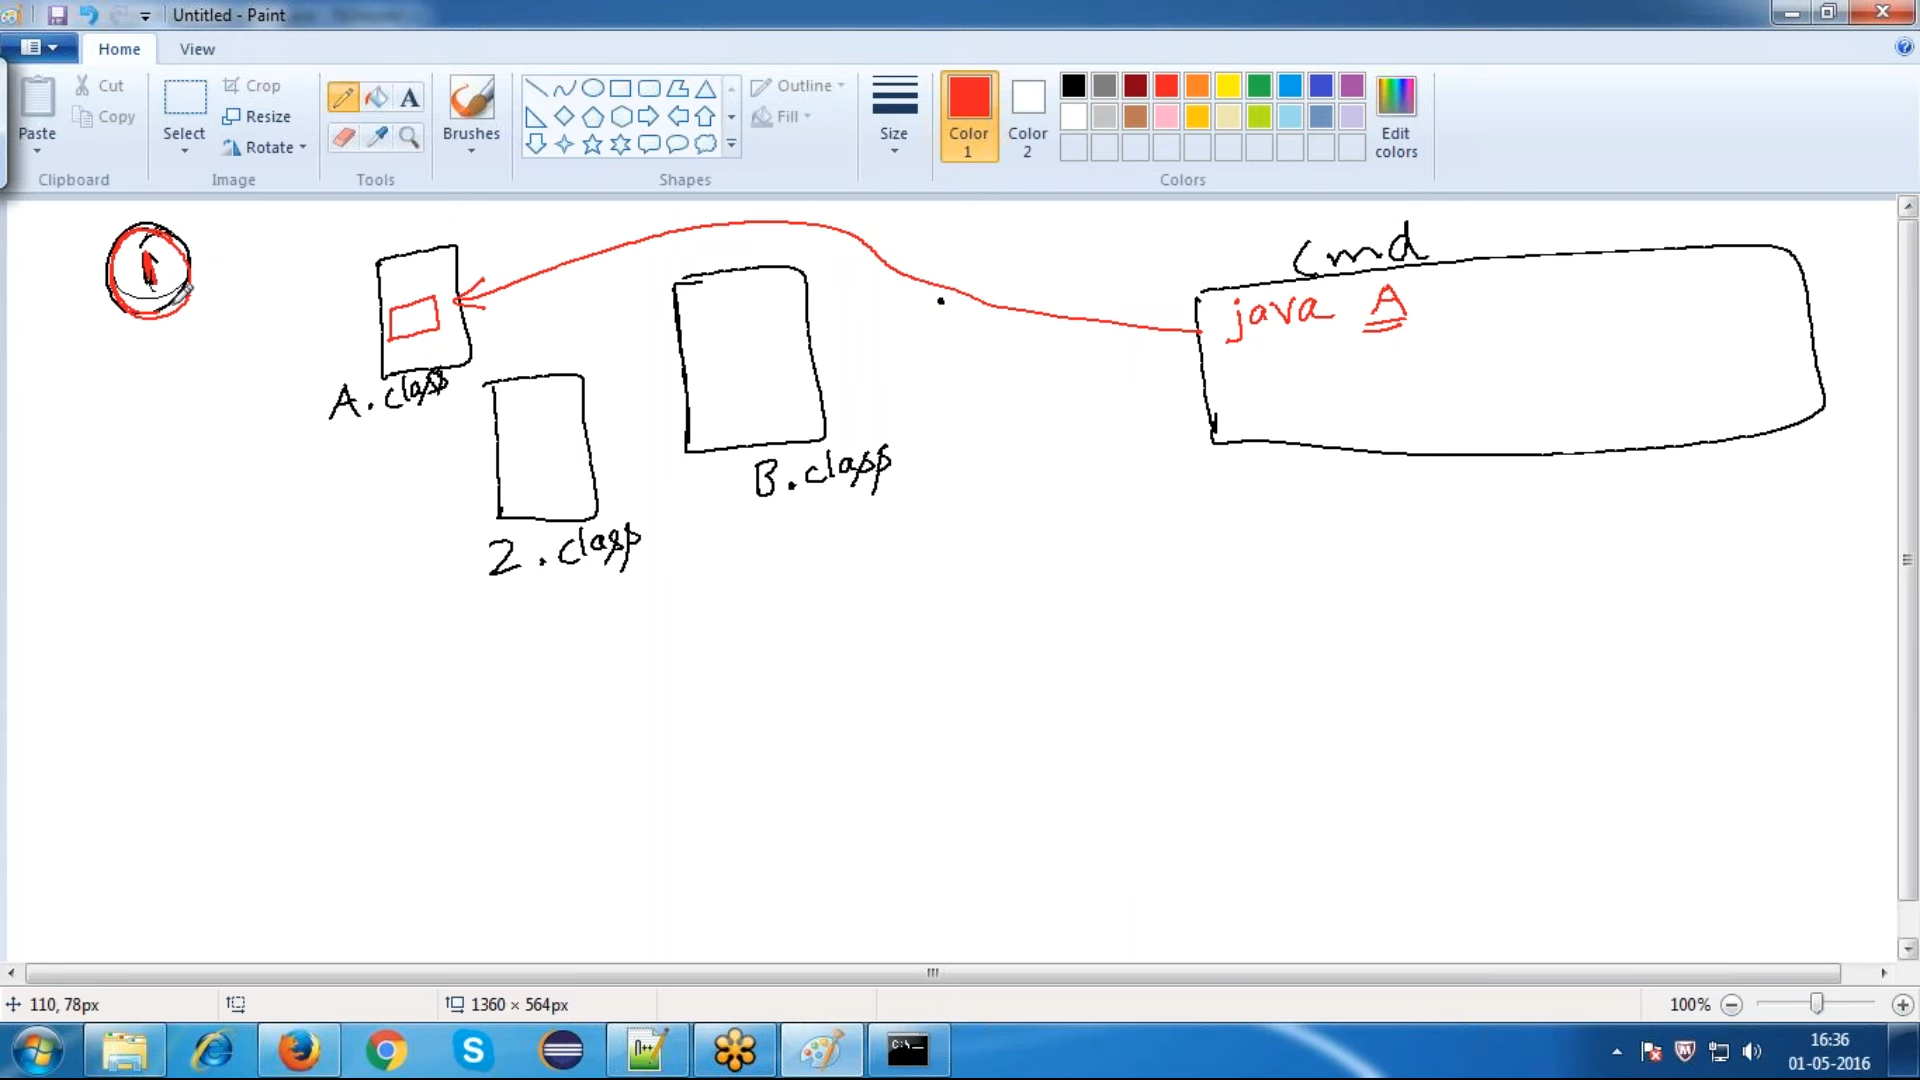 Untitled - Paint
Home View
Paste
Cut
Copy
Clipboard
Select
Crop
Resize
Rotate
Image
A
Tools
Brushes
Shapes
Outline
Fill
Size
Color 1
Color 2
Edit colors
Colors
1
Cmd
java A
A.class
B.class
Z.class
110, 78px
1360 × 564px
100%
C:\
16:36
01-05-2016